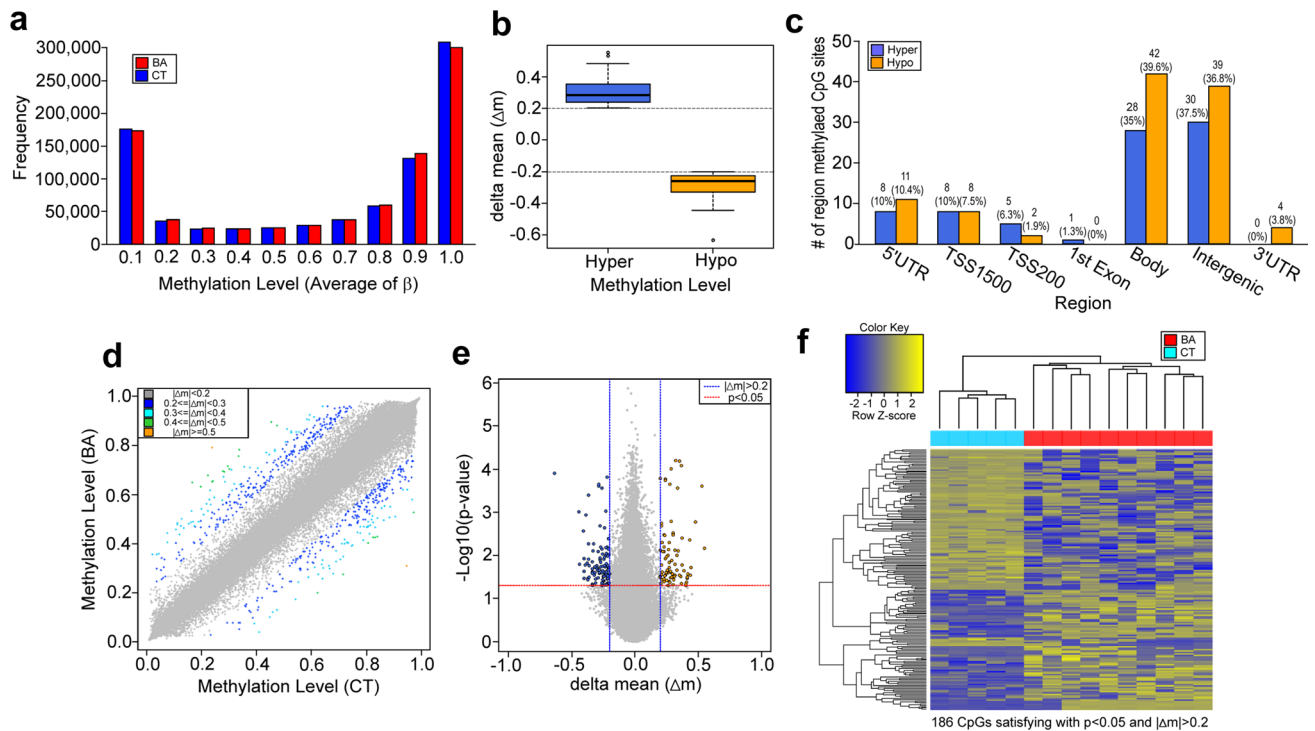 a
300,000
250,000
200,000
150,000
100,000
50,000
0
Frequency
BA
CT
0.1 0.2 0.3 0.4 0.5 0.6 0.7 0.8 0.9 1.0
Methylation Level (Average of β)
b
0.4
0.2
0.0
-0.2
-0.4
-0.6
delta mean (Δm)
Hyper Hypo
Methylation Level
c
50
40
30
20
10
0
# of region methylaed CpG sites
Hyper
Hypo
8
(10%)
11
(10.4%)
8
(10%)
8
(7.5%)
5
(6.3%)
2
(1.9%)
1
(1.3%)
0
(0%)
28
(35%)
42
(39.6%)
30
(37.5%)
39
(36.8%)
0
(0%)
4
(3.8%)
5'UTR
TSS1500
TSS200
1st Exon
Body
Intergenic
3'UTR
Region
d
1.0
0.8
0.6
0.4
0.2
0.0
Methylation Level (BA)
|Δm|<0.2
0.2<=|Δm|<0.3
0.3<=|Δm|<0.4
0.4<=|Δm|<0.5
|Δm|>=0.5
0.0 0.2 0.4 0.6 0.8 1.0
Methylation Level (CT)
e
6
5
4
3
2
1
0
-Log10(p-value)
|Δm|>0.2
p<0.05
-1.0 -0.5 0.0 0.5 1.0
delta mean (Δm)
f
Color Key
-2 -1 0 1 2
Row Z-score
BA
CT
186 CpGs satisfying with p<0.05 and |Δm|>0.2